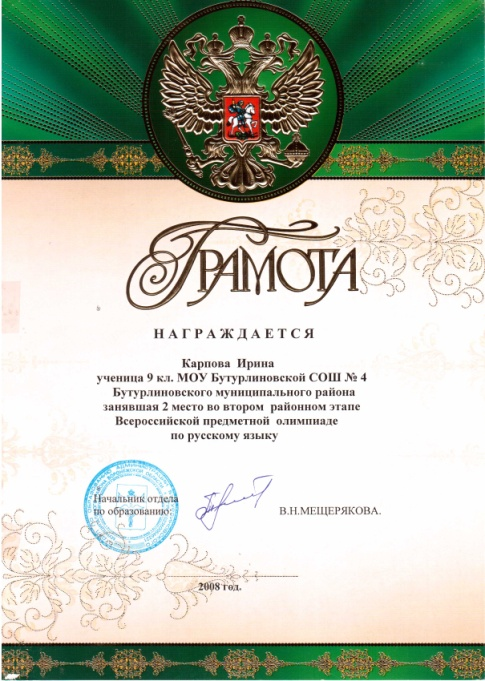 ГРАМОТА
НАГРАЖДАЕТСЯ
Карпова Ирина
ученица 9 кл. МОУ Бутурлиновской СОШ № 4
Бутурлиновского муниципального района
занявшая 2 место во втором районном этапе
Всероссийской предметной олимпиаде
по русскому языку
Начальник отдела
по образованию:
В.Н.МЕЩЕРЯКОВА.
2008 год.